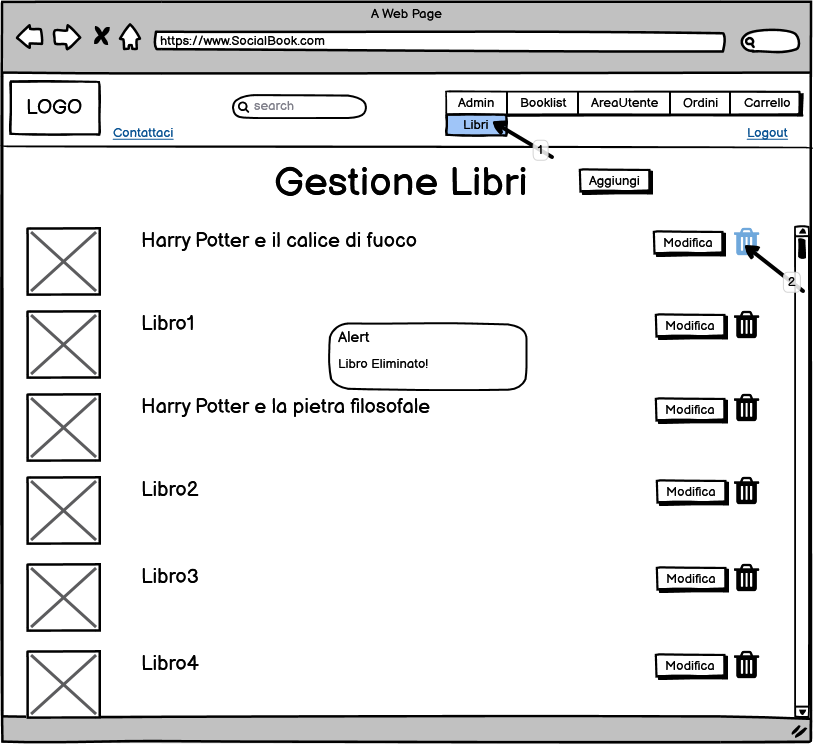 A Web Page
https://www.SocialBook.com
LOGO
search
Admin Booklist AreaUtente Ordini Carrello
Libri
Contattaci
Logout
1
Gestione Libri
Aggiungi
Harry Potter e il calice di fuoco
Modifica
2
Libro1
Modifica
Alert
Libro Eliminato!
Harry Potter e la pietra filosofale
Modifica
Libro2
Modifica
Libro3
Modifica
Libro4
Modifica